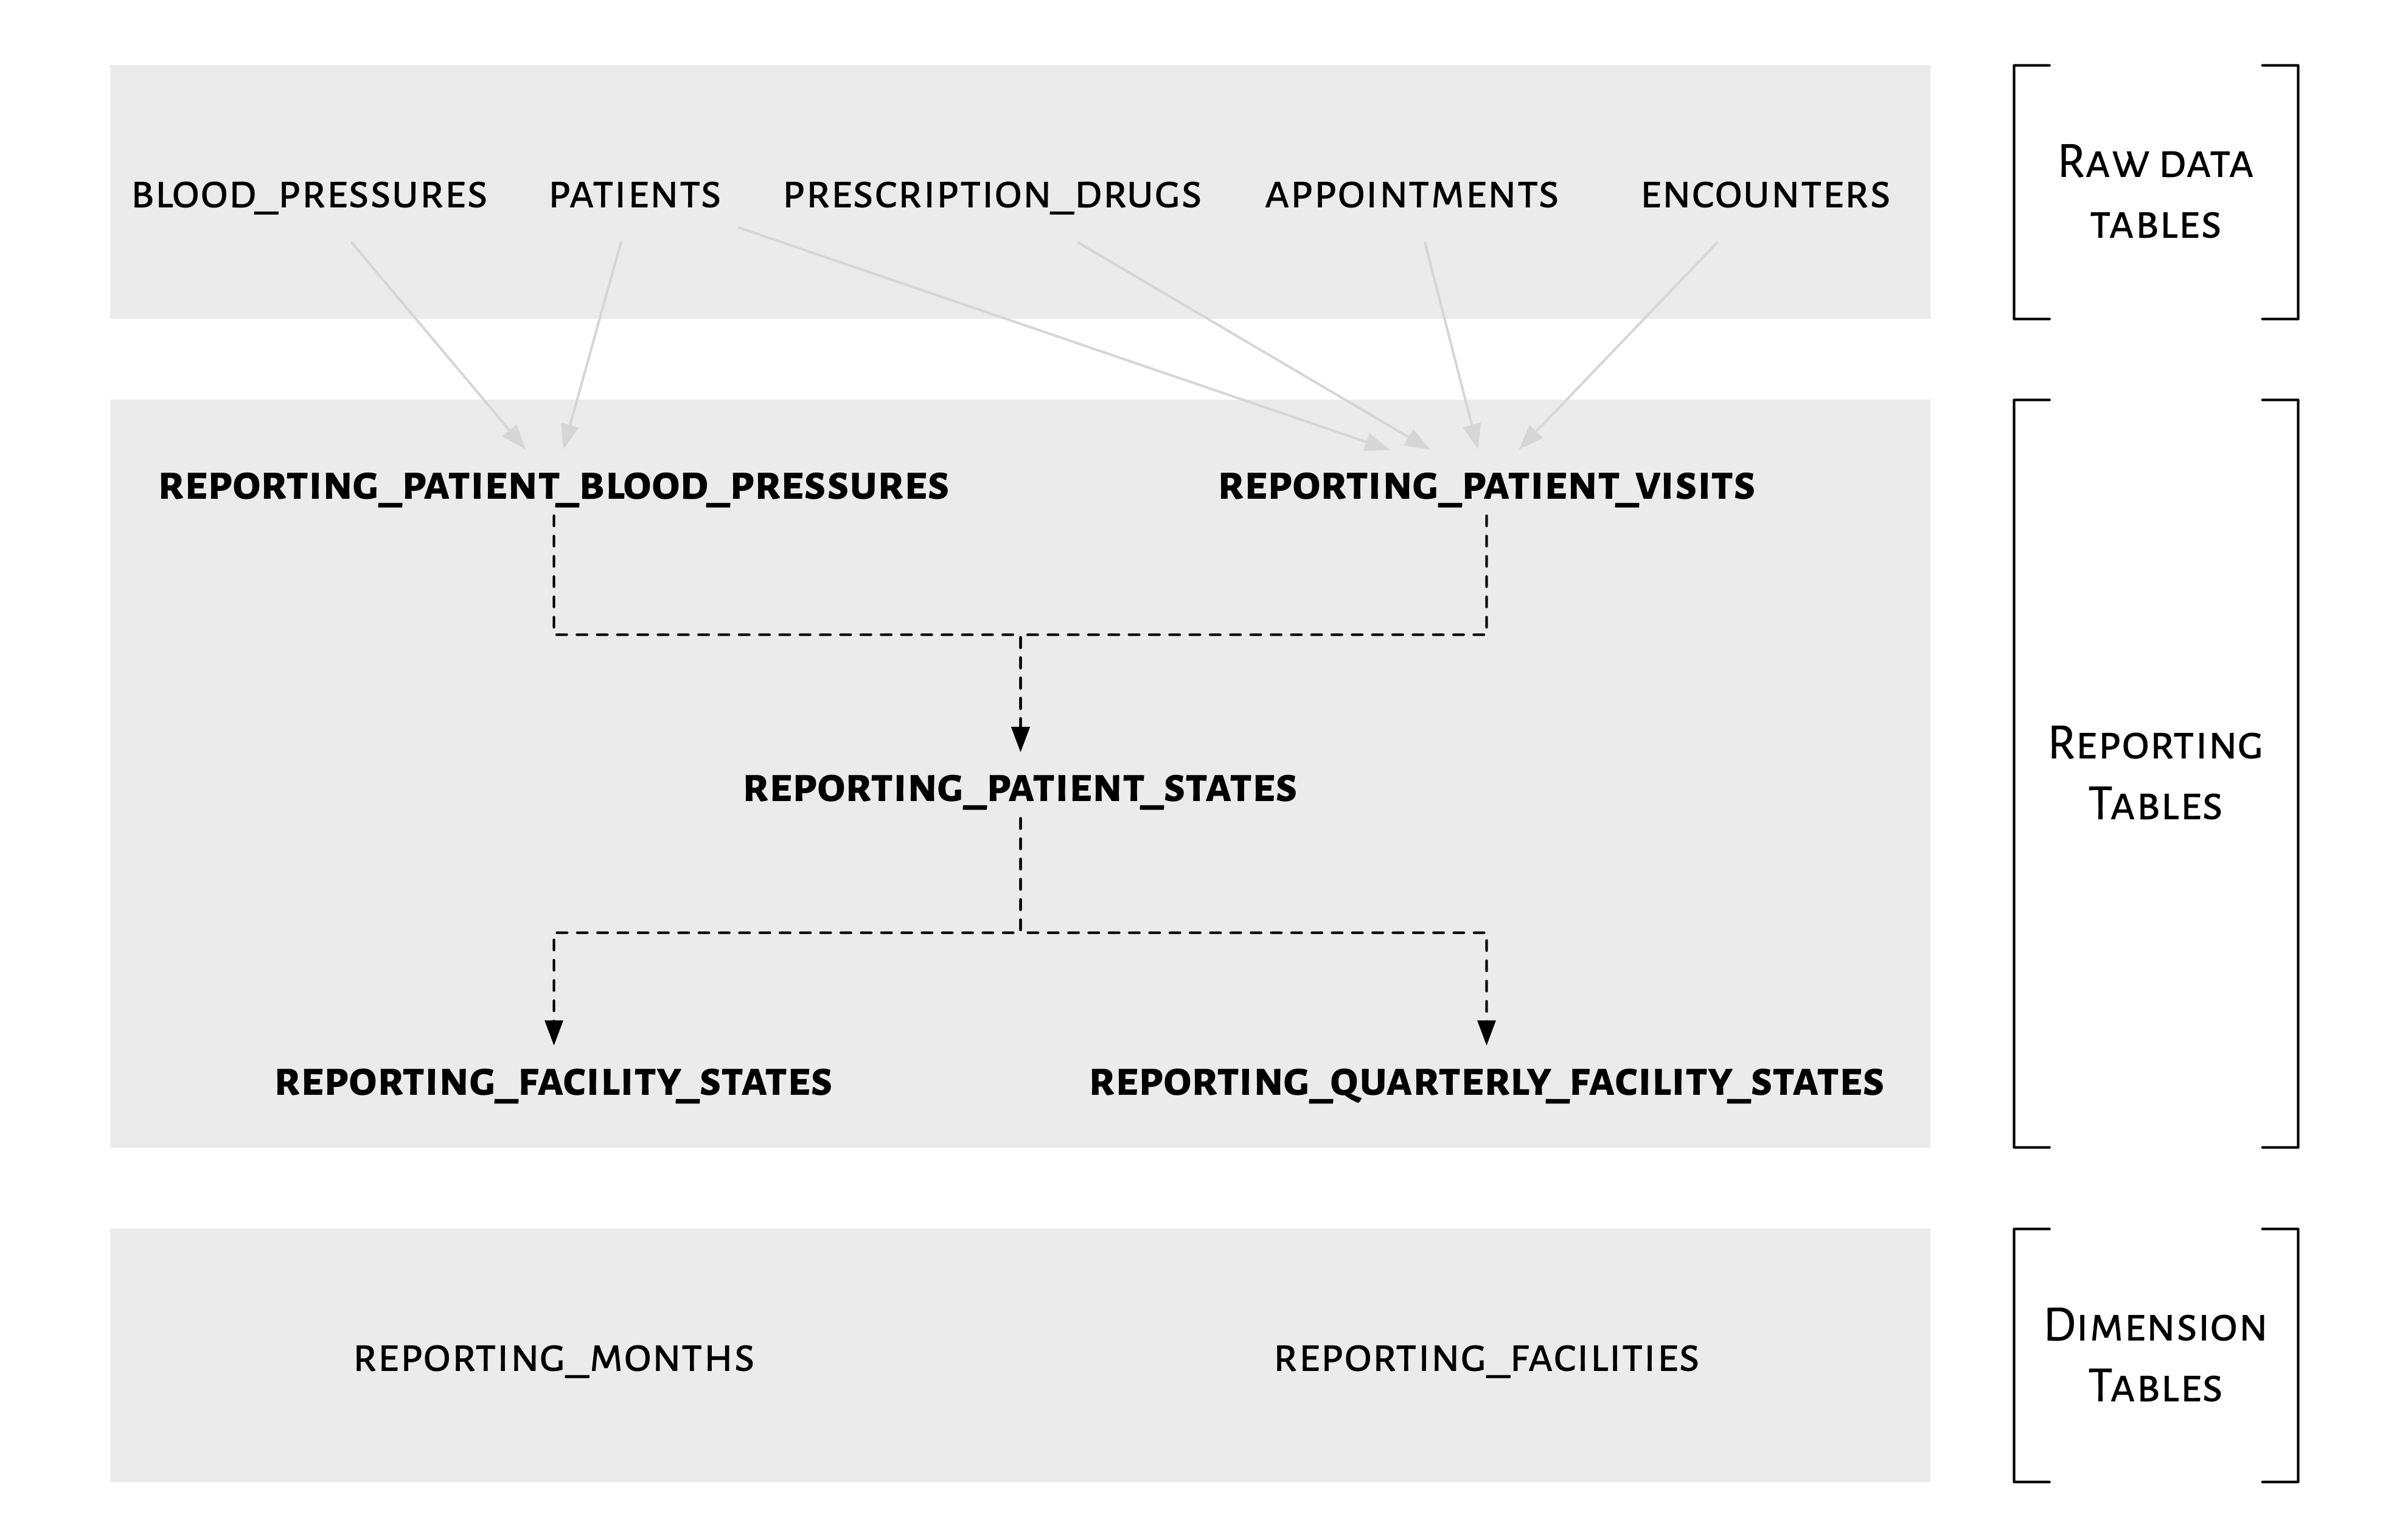 BLOOD_PRESSURES PATIENTS PRESCRIPTION_DRUGS APPOINTMENTS ENCOUNTERS
RAW DATA
TABLES
REPORTING_PATIENT_BLOOD_PRESSURES REPORTING_PATIENT_VISITS
REPORTING_PATIENT_STATES
REPORTING_FACILITY_STATES REPORTING_QUARTERLY_FACILITY_STATES
REPORTING
TABLES
REPORTING_MONTHS REPORTING_FACILITIES
DIMENSION
TABLES